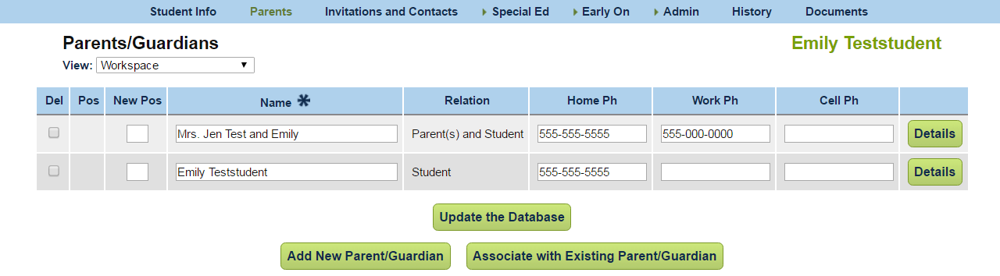 Student Info Parents Invitations and Contacts Special Ed Early On Admin History Documents
Parents/Guardians Emily Teststudent
View: Workspace
Del Pos New Pos Name * Relation Home Ph Work Ph Cell Ph
Mrs. Jen Test and Emily Parent(s) and Student 555-555-5555 555-000-0000 Details
Emily Teststudent Student 555-555-5555 Details
Update the Database
Add New Parent/Guardian Associate with Existing Parent/Guardian